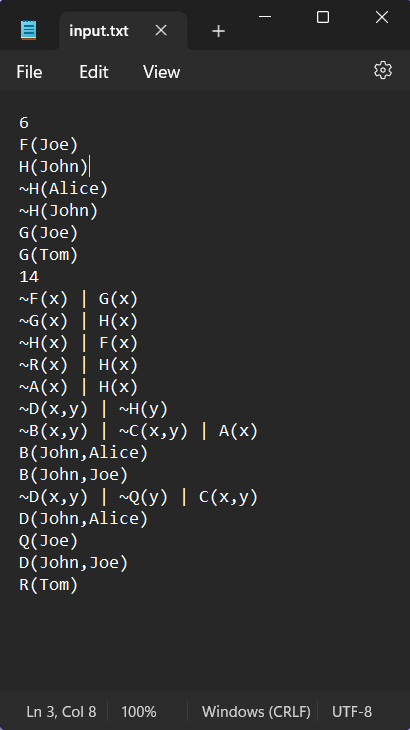 input.txt
File Edit View
6
F(Joe)
H(John)
~H(Alice)
~H(John)
G(Joe)
G(Tom)
14
~F(x) | G(x)
~G(x) | H(x)
~H(x) | F(x)
~R(x) | H(x)
~A(x) | H(x)
~D(x,y) | ~H(y)
~B(x,y) | ~C(x,y) | A(x)
B(John,Alice)
B(John,Joe)
~D(x,y) | ~Q(y) | C(x,y)
D(John,Alice)
Q(Joe)
D(John,Joe)
R(Tom)
Ln 3, Col 8 100% Windows (CRLF) UTF-8